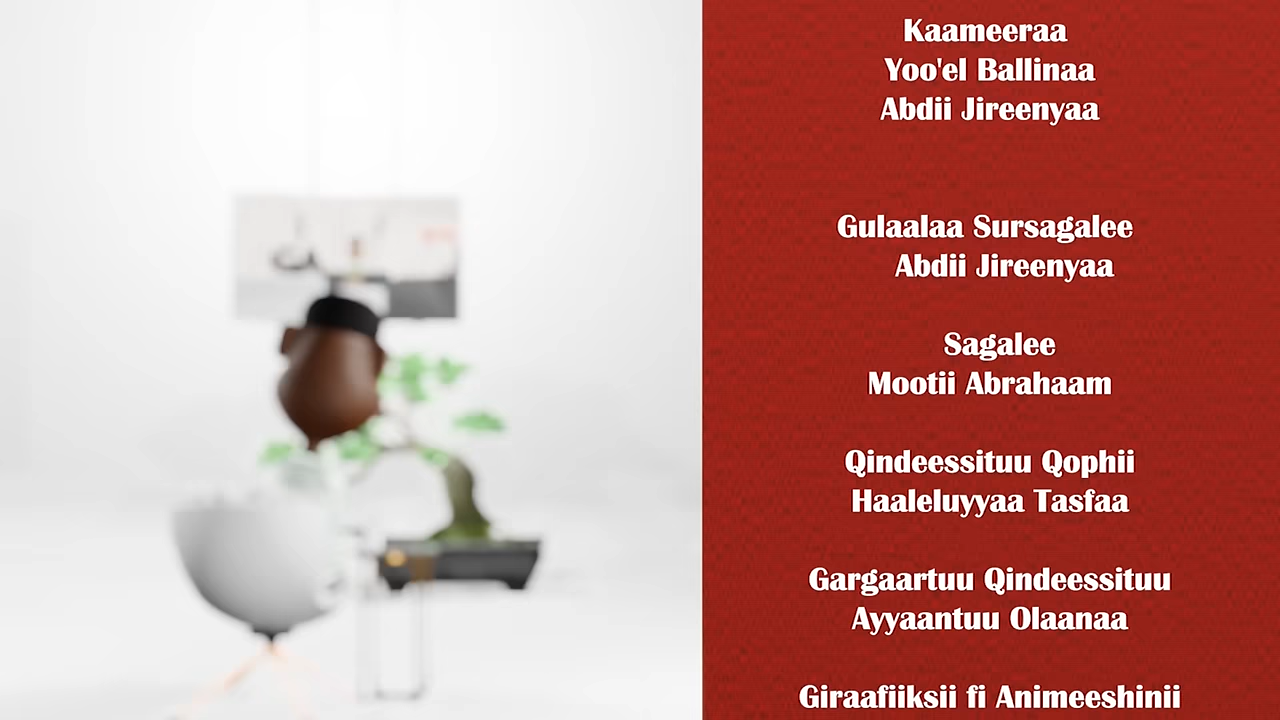 Kaameeraa
Yoo'el Ballinaa
Abdii Jireenyaa
Gulaalaa Sursagalee
Abdii Jireenyaa
Sagalee
Mootii Abrahaam
Qindeessituu Qophii
Haaleluyyaa Tasfaa
Gargaartuu Qindeessituu
Ayyaantuu Olaanaa
Giraafiiksii fi Animeeshinii